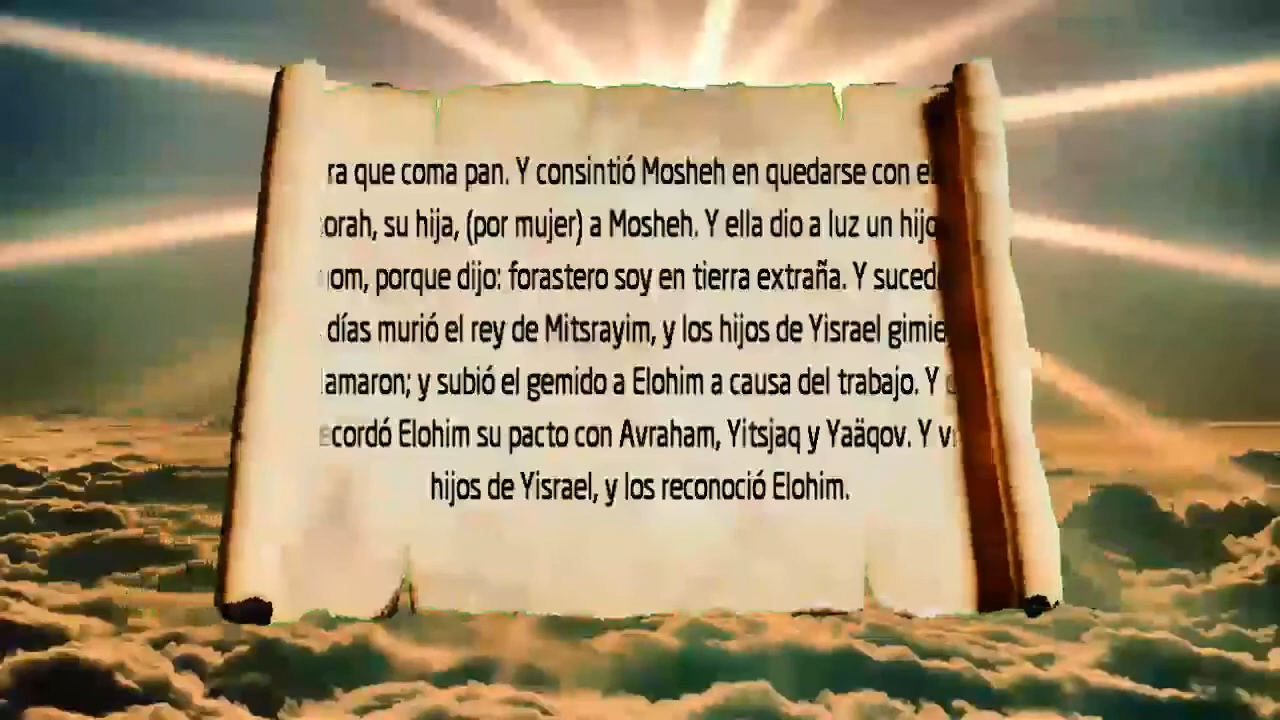 ra que coma pan. Y consintió Mosheh en quedarse con
orah, su hija, (por mujer) a Mosheh. Y ella dio a luz un hijo
om, porque dijo: forastero soy en tierra extraña. Y suced
días murió el rey de Mitsrayim, y los hijos de Yisrael gimie
lamaron; y subió el gemido a Elohim a causa del trabajo. Y
ecordó Elohim su pacto con Avraham, Yitsjaq y Yaäqov. Y v
hijos de Yisrael, y los reconoció Elohim.